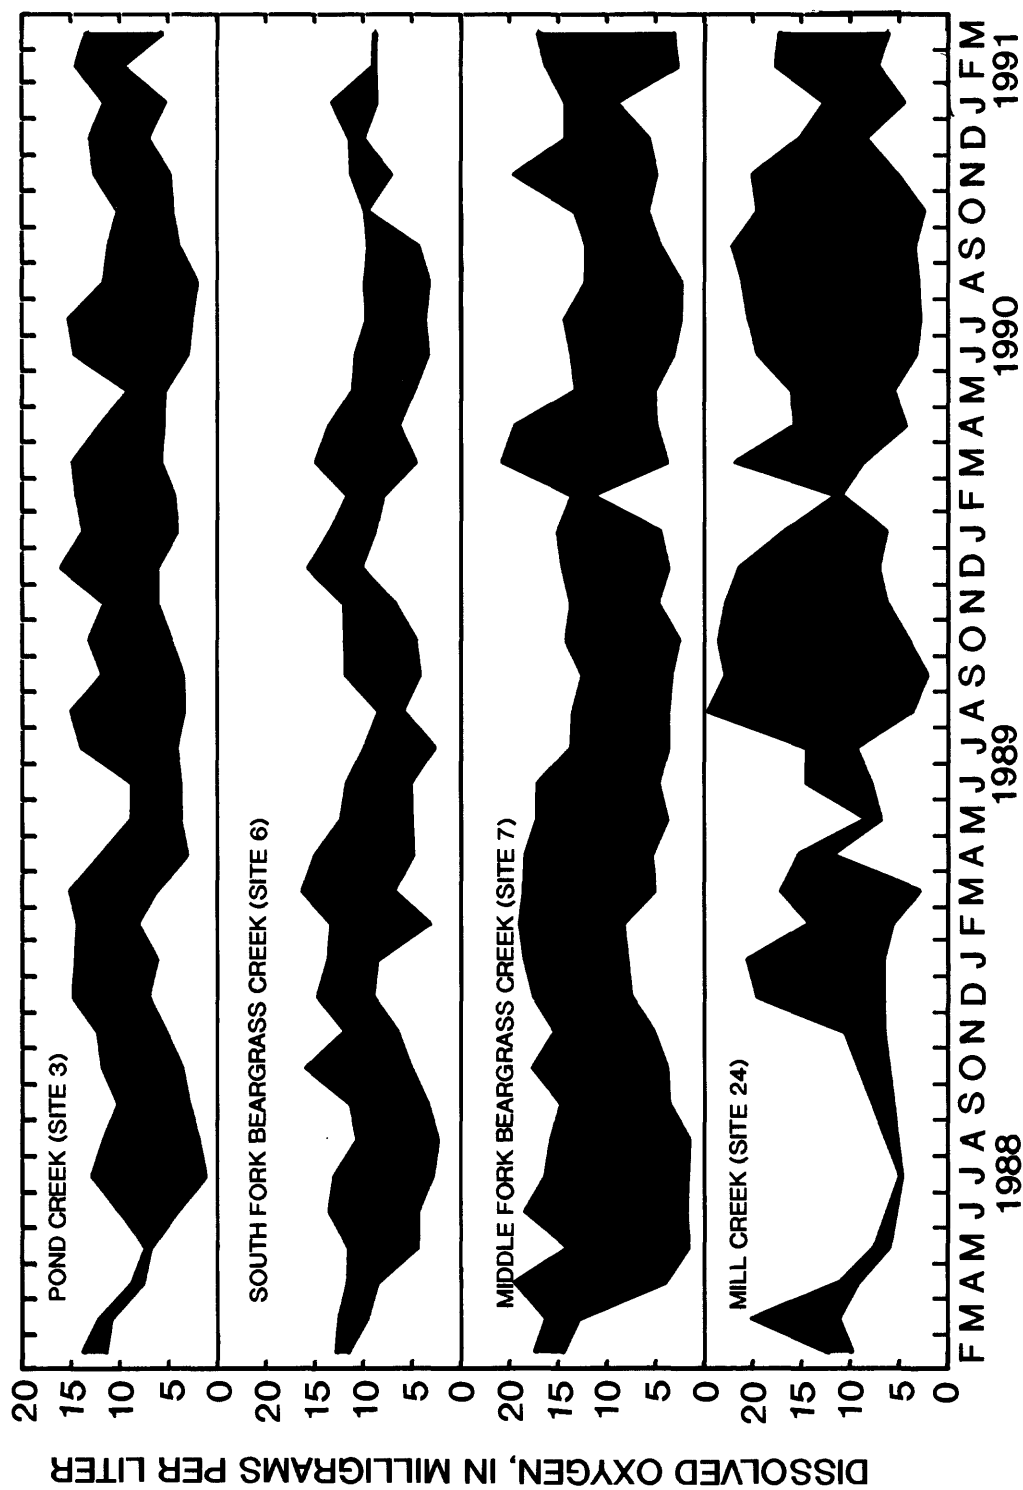 DISSOLVED OXYGEN, IN MILLIGRAMS PER LITER
20
15
10
5
0
20
15
10
5
0
20
15
10
5
0
20
15
10
5
0
POND CREEK (SITE 3)
SOUTH FORK BEARGRASS CREEK (SITE 6)
MIDDLE FORK BEARGRASS CREEK (SITE 7)
MILL CREEK (SITE 24)
F M A M J J A S O N D J F M A M J J A S O N D J F M A M J J A S O N D J F M
1988 1989 1990 1991